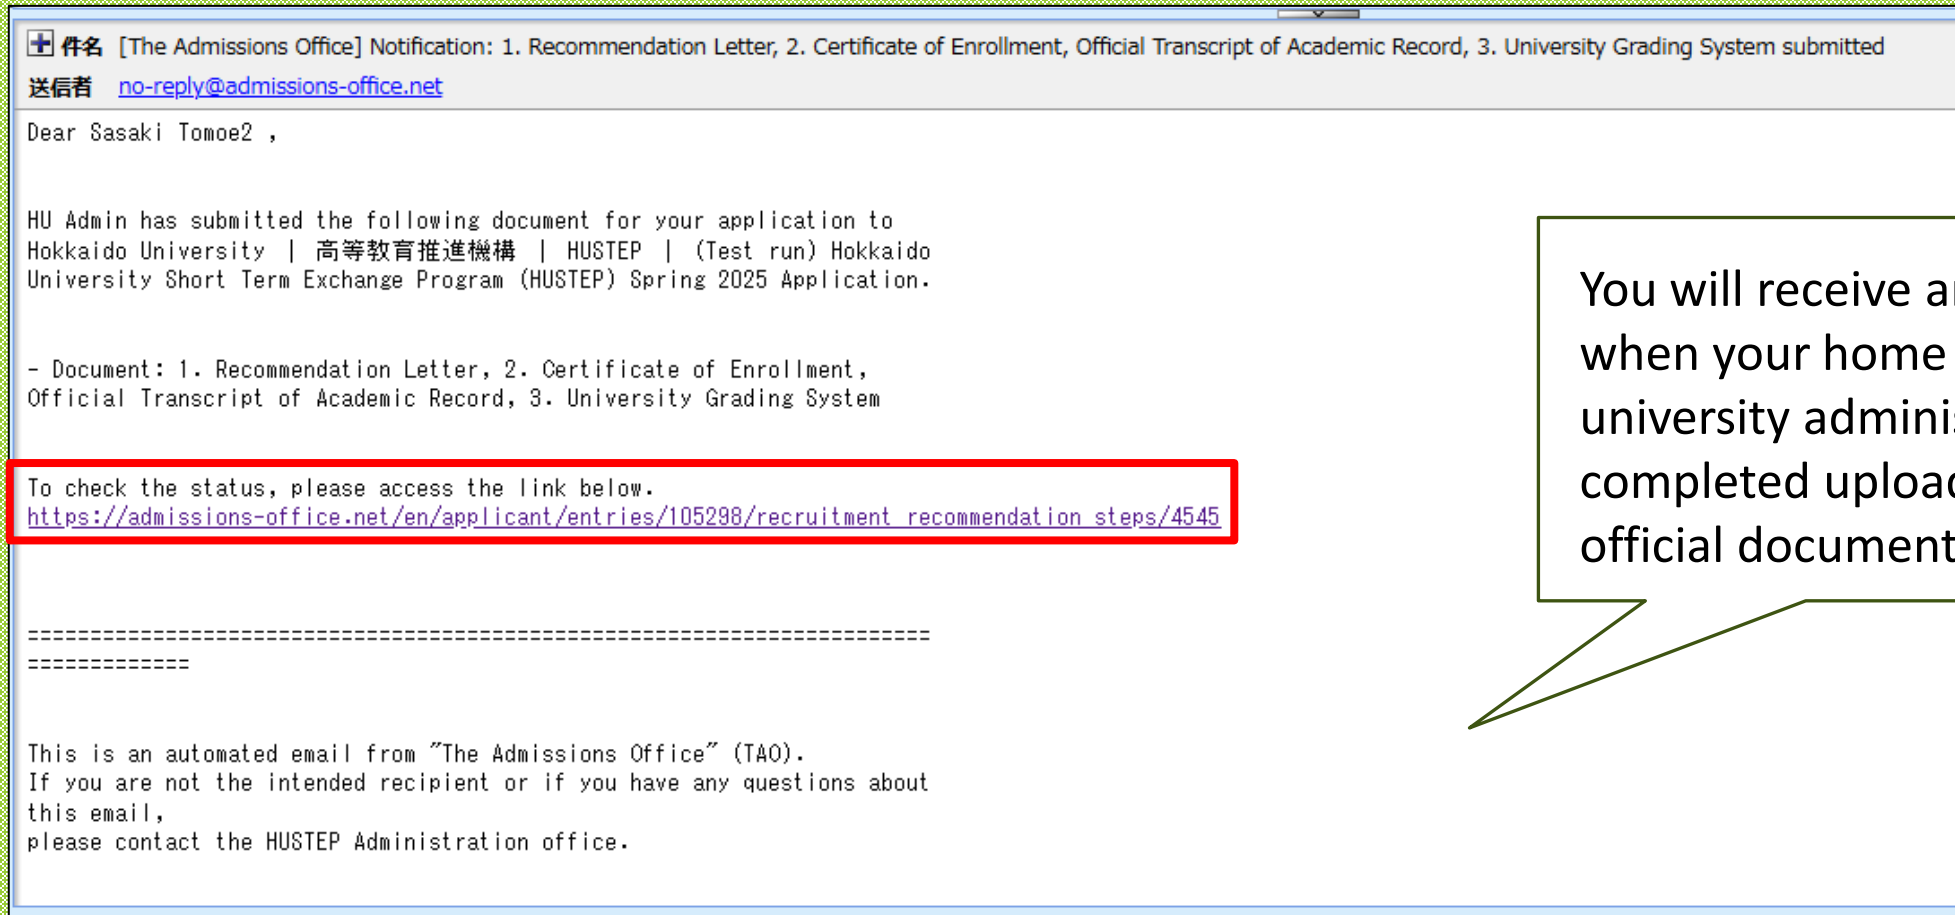 件名 [The Admissions Office] Notification: 1. Recommendation Letter, 2. Certificate of Enrollment, Official Transcript of Academic Record, 3. University Grading System submitted
送信者 no-reply@admissions-office.net
Dear Sasaki Tomoe2 ,
HU Admin has submitted the following document for your application to
Hokkaido University | 高等教育推進機構 | HUSTEP | (Test run) Hokkaido
University Short Term Exchange Program (HUSTEP) Spring 2025 Application.
- Document: 1. Recommendation Letter, 2. Certificate of Enrollment,
Official Transcript of Academic Record, 3. University Grading System
To check the status, please access the link below.
https://admissions-office.net/en/applicant/entries/105298/recruitment_recommendation_steps/4545
========================================================================
=============
This is an automated email from "The Admissions Office" (TAO).
If you are not the intended recipient or if you have any questions about
this email,
please contact the HUSTEP Administration office.
You will receive
when your home
university
completed
official document